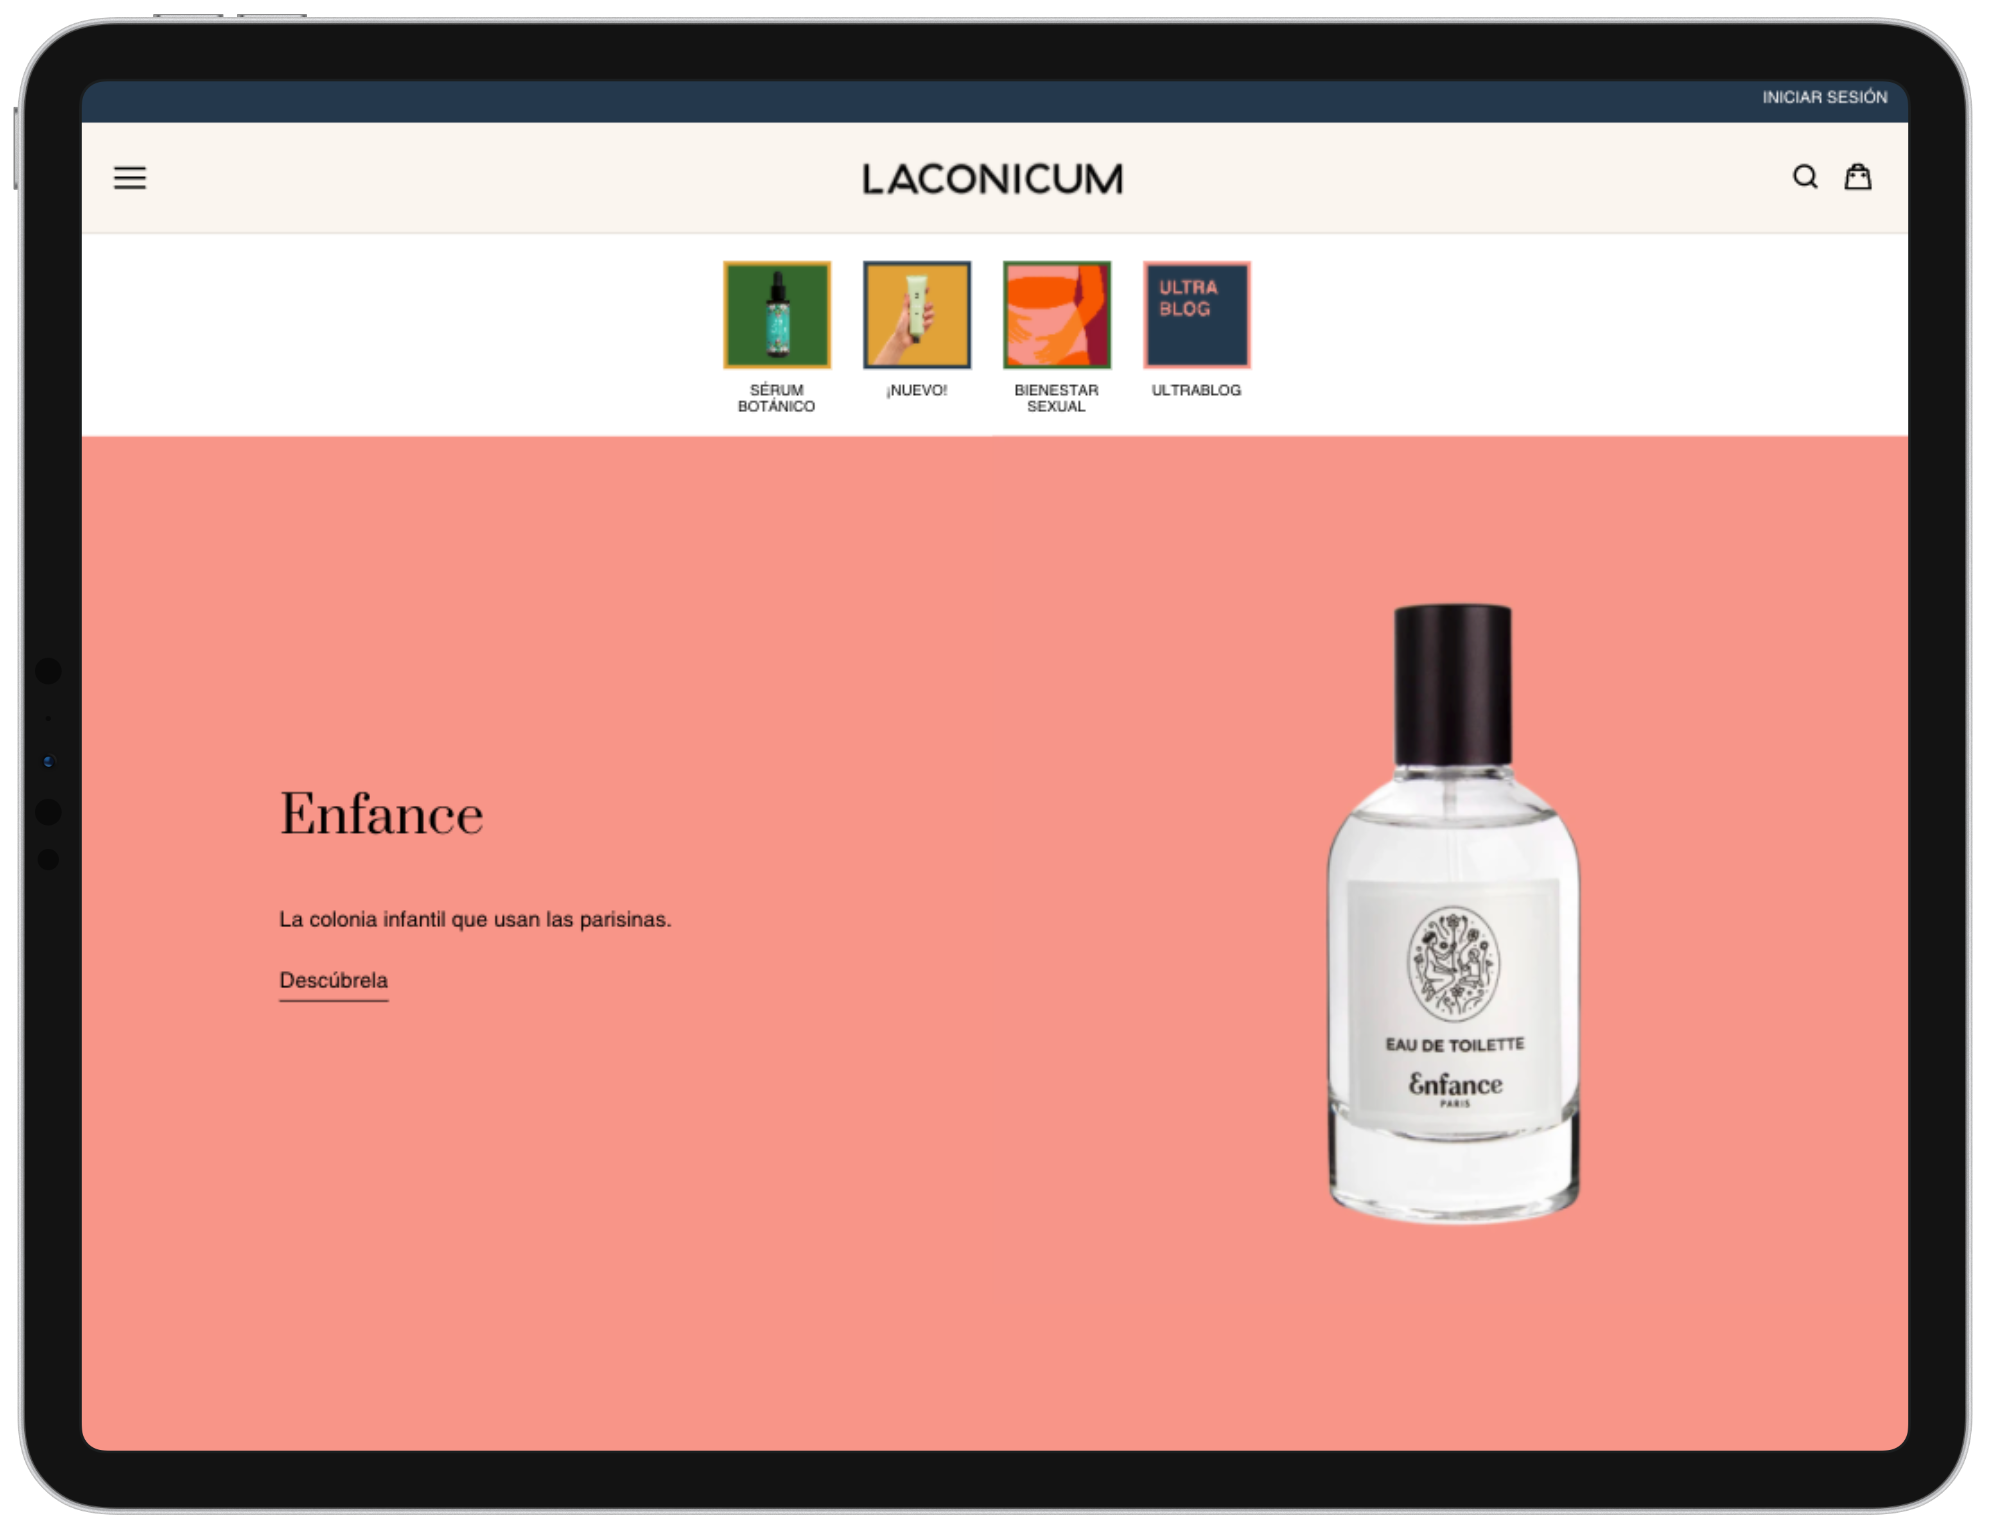 INICIAR SESIÓN
LACONICUM
ULTRA
BLOG
SÉRUM
BOTÁNICO
¡NUEVO!
BIENESTAR
SEXUAL
ULTRABLOG
Enfance
La colonia infantil que usan las parisinas.
Descúbrela
EAU DE TOILETTE
Enfance
PARIS